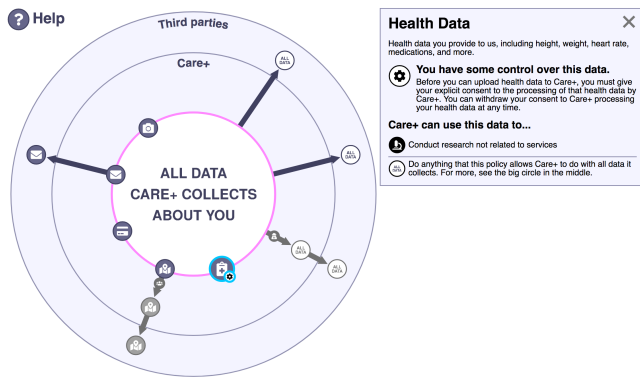 Help
Third parties
Care+
ALL DATA
ALL DATA
CARE+ COLLECTS
ABOUT YOU
ALL
DATA
ALL
DATA
ALL
DATA
ALL
DATA
Health Data
Health data you provide to us, including height, weight, heart rate,
medications, and more.
You have some control over this data.
Before you can upload health data to Care+, you must give
your explicit consent to the processing of that health data by
Care+. You can withdraw your consent to Care+ processing
your health data at any time.
Care+ can use this data to...
Conduct research not related to services
ALL
DATA
Do anything that this policy allows Care+ to do with all data it
collects. For more, see the big circle in the middle.